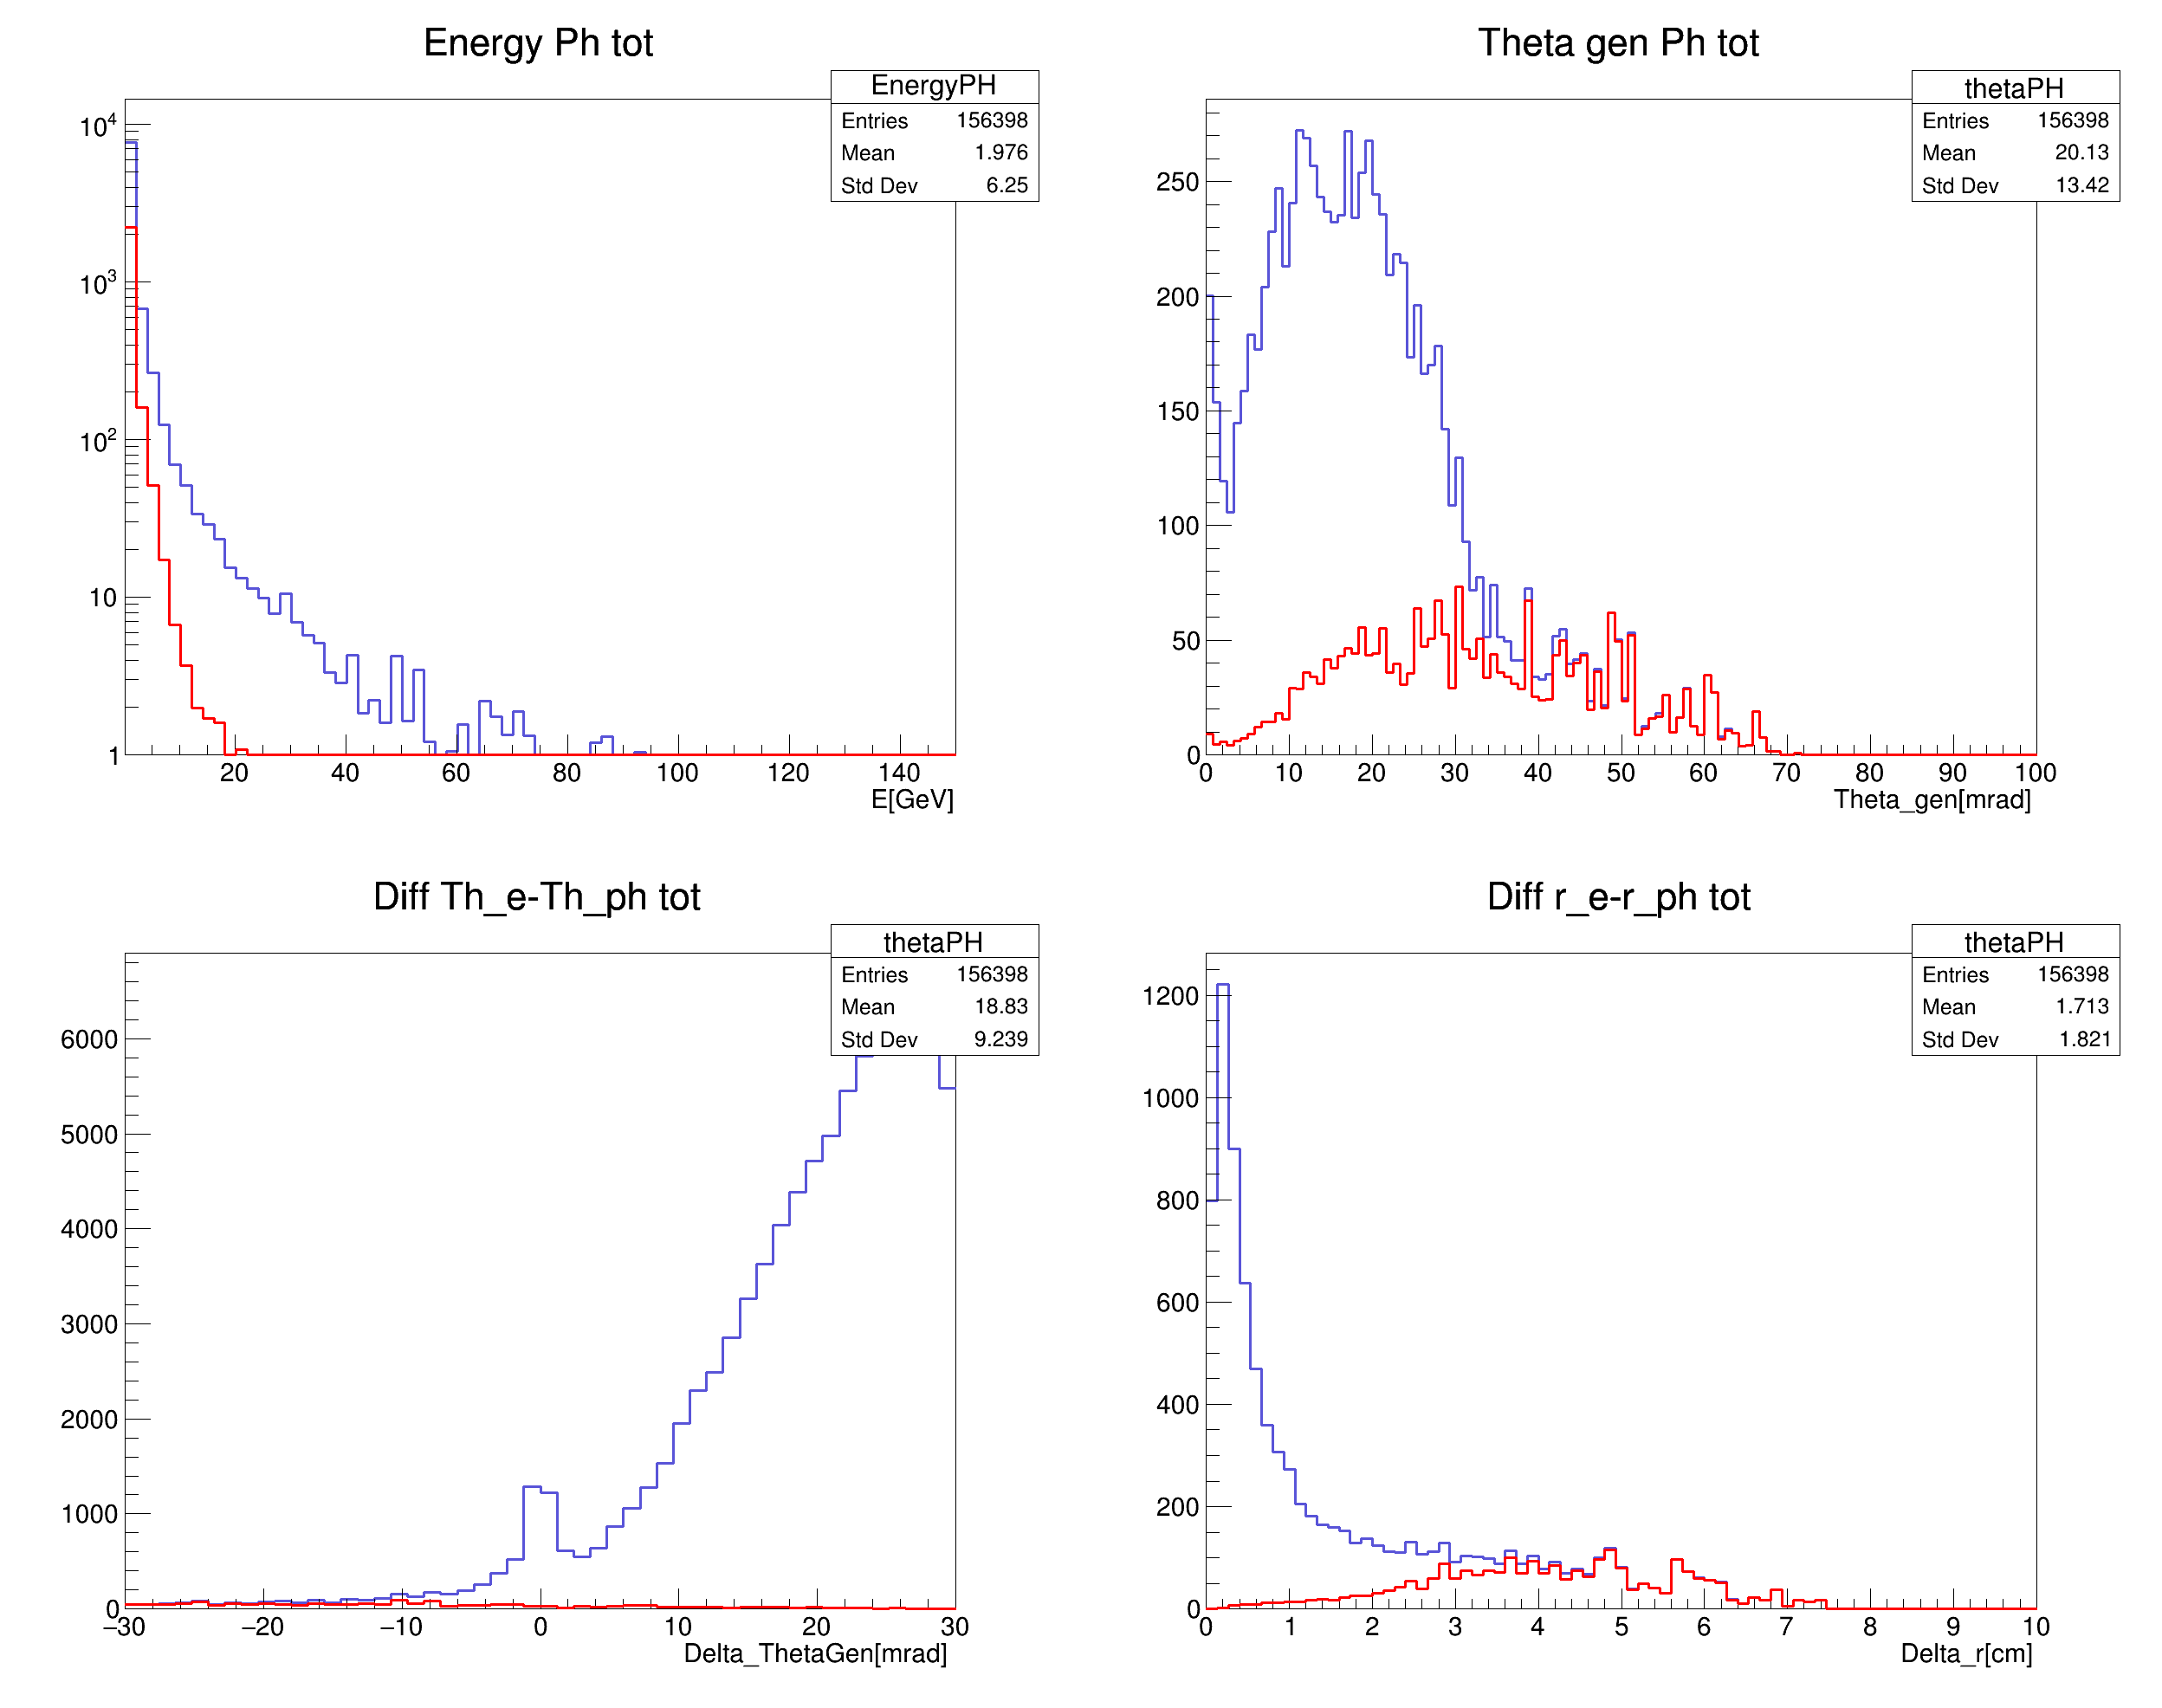 Energy Ph tot
EnergyPH
Entries 156398
Mean 1.976
Std Dev 6.25
10^4
10^3
10^2
10
1
20 40 60 80 100 120 140
E[GeV]
Theta gen Ph tot
thetaPH
Entries 156398
Mean 20.13
Std Dev 13.42
250
200
150
100
50
0
0 10 20 30 40 50 60 70 80 90 100
Theta_gen[mrad]
Diff Th_e-Th_ph tot
thetaPH
Entries 156398
Mean 18.83
Std Dev 9.239
6000
5000
4000
3000
2000
1000
0
−30 −20 −10 0 10 20 30
Delta_ThetaGen[mrad]
Diff r_e-r_ph tot
thetaPH
Entries 156398
Mean 1.713
Std Dev 1.821
1200
1000
800
600
400
200
0
0 1 2 3 4 5 6 7 8 9 10
Delta_r[cm]